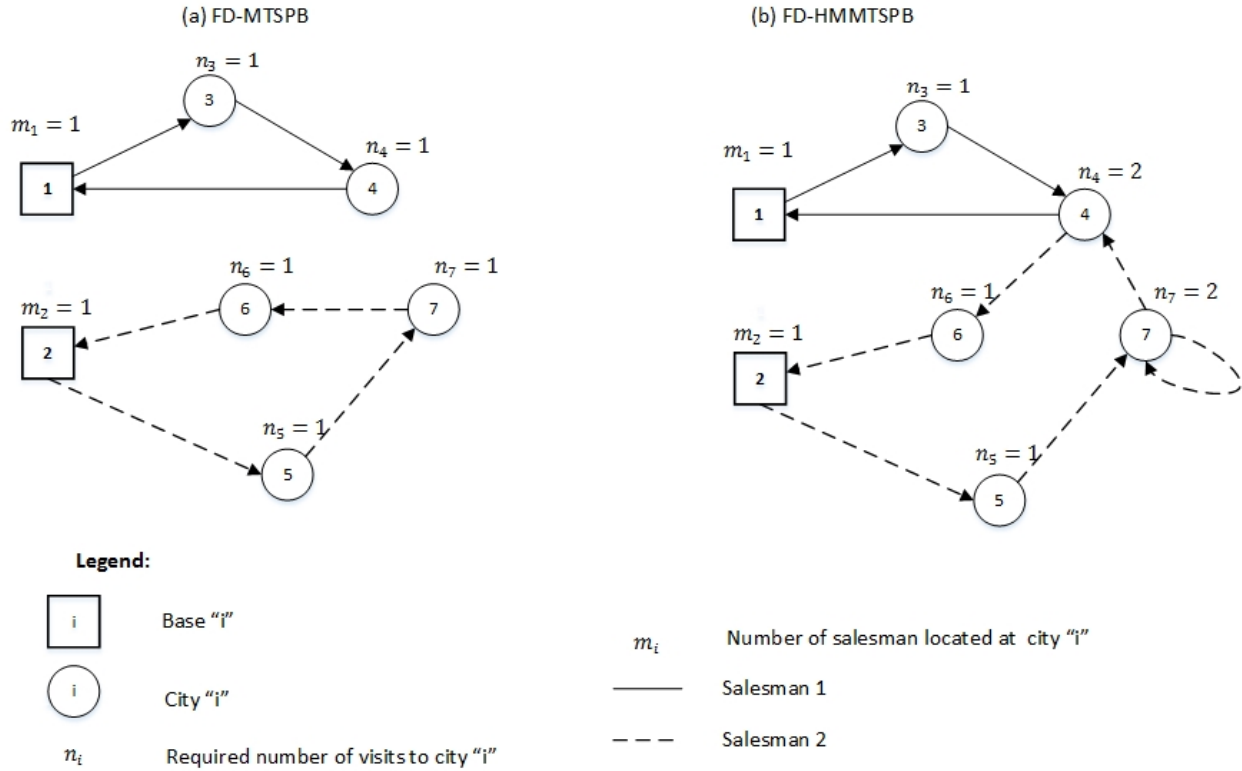 (a) FD-MTSPB
n₃ = 1
3
m₁ = 1
n₄ = 1
1
4
n₆ = 1
n₇ = 1
m₂ = 1
6
7
2
n₅ = 1
5
(b) FD-HMMTSPB
n₃ = 1
3
m₁ = 1
n₄ = 2
1
4
n₆ = 1
n₇ = 2
m₂ = 1
6
7
2
n₅ = 1
5
Legend:
i Base “i”
i City “i”
nᵢ Required number of visits to city “i”
mᵢ Number of salesman located at city “i”
Salesman 1
Salesman 2